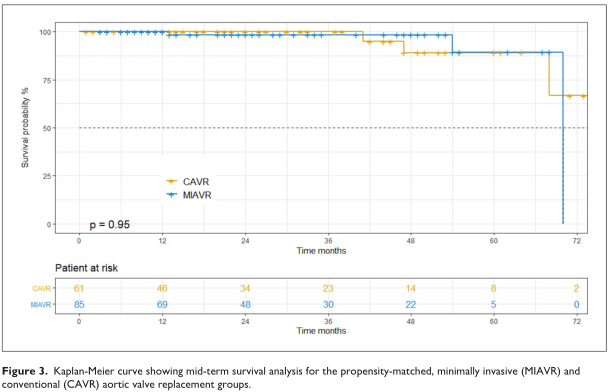 100
75
50
25
0
Survival probability %
CAVR
MIAVR
p = 0.95
0 12 24 36 48 60 72
Time months
Patient at risk
CAVR 61 46 34 23 14 8 2
MIAVR 85 69 48 30 22 5 0
0 12 24 36 48 60 72
Time months
Figure 3. Kaplan-Meier curve showing mid-term survival analysis for the propensity-matched, minimally invasive (MIAVR) and
conventional (CAVR) aortic valve replacement groups.